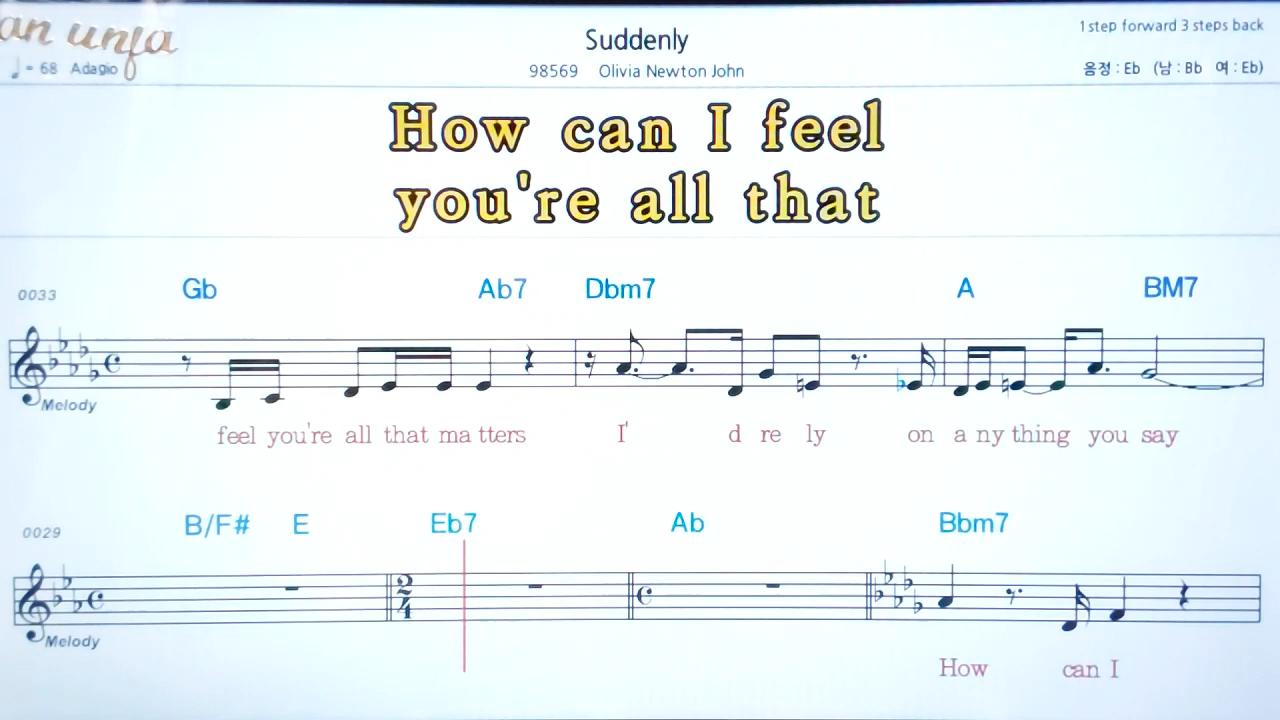 an unfa
♩ = 68 Adagio
Suddenly
98569 Olivia Newton John
1 step forward 3 steps back
음정 : Eb (남 : Bb 여 : Eb)
How can I feel
you're all that
0033 Gb Ab7 Dbm7 A BM7
Melody
feel you're all that ma tters I' d re ly on a ny thing you say
0029 B/F# E Eb7 Ab Bbm7
2
4
Melody
How can I